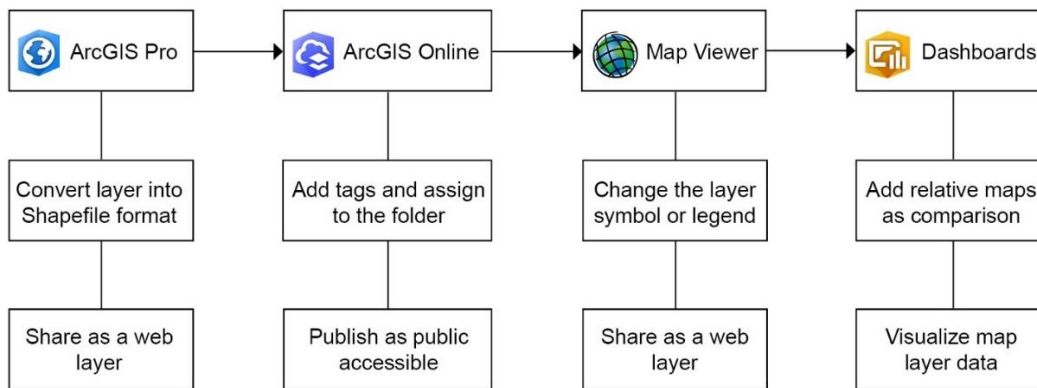 ArcGIS Pro
ArcGIS Online
Map Viewer
Dashboards
Convert layer into
Shapefile format
Add tags and assign
to the folder
Change the layer
symbol or legend
Add relative maps
as comparison
Share as a web
layer
Publish as public
accessible
Share as a web
layer
Visualize map
layer data